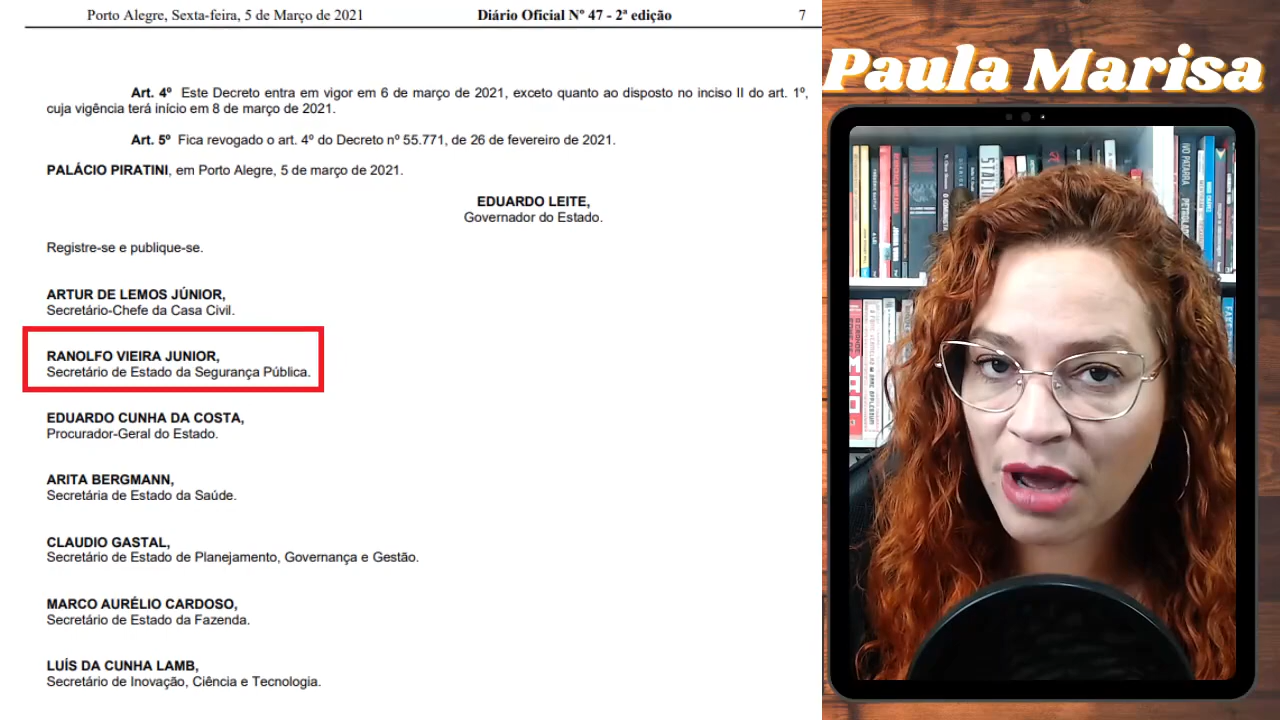 Porto Alegre, Sexta-feira, 5 de Março de 2021 Diário Oficial Nº 47 - 2ª edição 7
Paula Marisa
Art. 4º Este Decreto entra em vigor em 6 de março de 2021, exceto quanto ao disposto no inciso II do art. 1º,
cuja vigência terá início em 8 de março de 2021.
Art. 5º Fica revogado o art. 4º do Decreto nº 55.771, de 26 de fevereiro de 2021.
PALÁCIO PIRATINI, em Porto Alegre, 5 de março de 2021.
EDUARDO LEITE,
Governador do Estado.
Registre-se e publique-se.
ARTUR DE LEMOS JÚNIOR,
Secretário-Chefe da Casa Civil.
RANOLFO VIEIRA JUNIOR,
Secretário de Estado da Segurança Pública.
EDUARDO CUNHA DA COSTA,
Procurador-Geral do Estado.
ARITA BERGMANN,
Secretária de Estado da Saúde.
CLAUDIO GASTAL,
Secretário de Estado de Planejamento, Governança e Gestão.
MARCO AURÉLIO CARDOSO,
Secretário de Estado da Fazenda.
LUÍS DA CUNHA LAMB,
Secretário de Inovação, Ciência e Tecnologia.